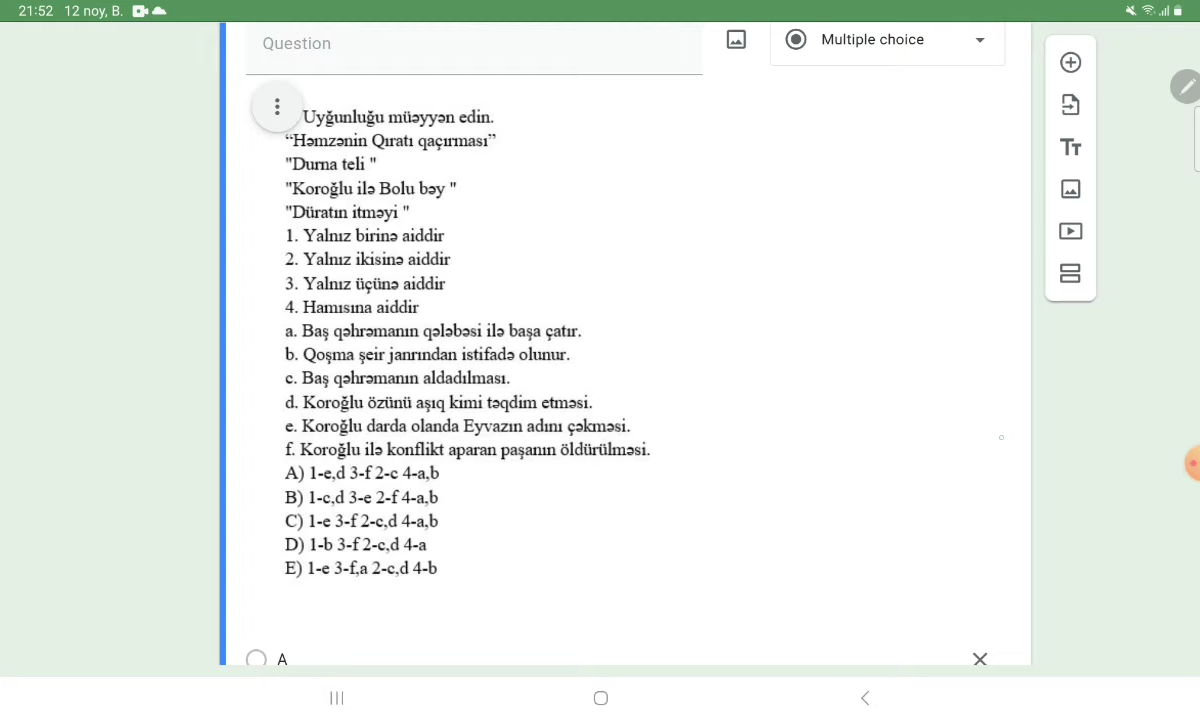 21:52 12 noy, B.
Question
Multiple choice
Uyğunluğu müəyyən edin.
“Həmzənin Qıratı qaçırması”
"Durna teli "
"Koroğlu ilə Bolu bəy "
"Düratın itməyi "
1. Yalnız birinə aiddir
2. Yalnız ikisinə aiddir
3. Yalnız üçünə aiddir
4. Hamısına aiddir
a. Baş qəhrəmanın qələbəsi ilə başa çatır.
b. Qoşma şeir janrından istifadə olunur.
c. Baş qəhrəmanın aldadılması.
d. Koroğlu özünü aşıq kimi təqdim etməsi.
e. Koroğlu darda olanda Eyvazın adını çəkməsi.
f. Koroğlu ilə konflikt aparan paşanın öldürülməsi.
A) 1-e,d 3-f 2-c 4-a,b
B) 1-c,d 3-e 2-f 4-a,b
C) 1-e 3-f 2-c,d 4-a,b
D) 1-b 3-f 2-c,d 4-a
E) 1-e 3-f,a 2-c,d 4-b
A